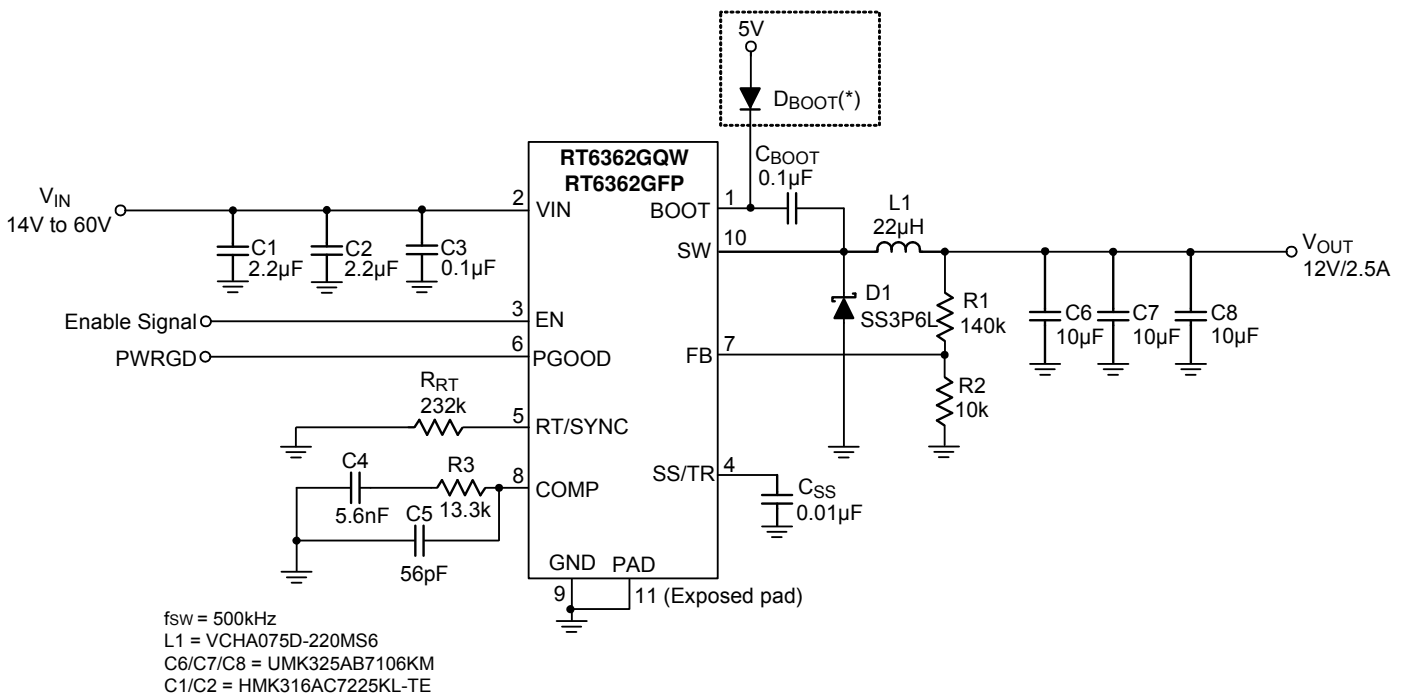 5V
DBOOT(*)
RT6362GQW
RT6362GFP
CBOOT
0.1µF
VIN
14V to 60V
2
VIN
1
BOOT
10
SW
L1
22µH
VOUT
12V/2.5A
C1
2.2µF
C2
2.2µF
C3
0.1µF
D1
SS3P6L
R1
140k
C6
10µF
C7
10µF
C8
10µF
Enable Signal
3
EN
PWRGD
6
PGOOD
7
FB
R2
10k
RRT
232k
5
RT/SYNC
4
SS/TR
CSS
0.01µF
C4
5.6nF
R3
13.3k
8
COMP
C5
56pF
GND
PAD
9
11 (Exposed pad)
fSW = 500kHz
L1 = VCHA075D-220MS6
C6/C7/C8 = UMK325AB7106KM
C1/C2 = HMK316AC7225KL-TE